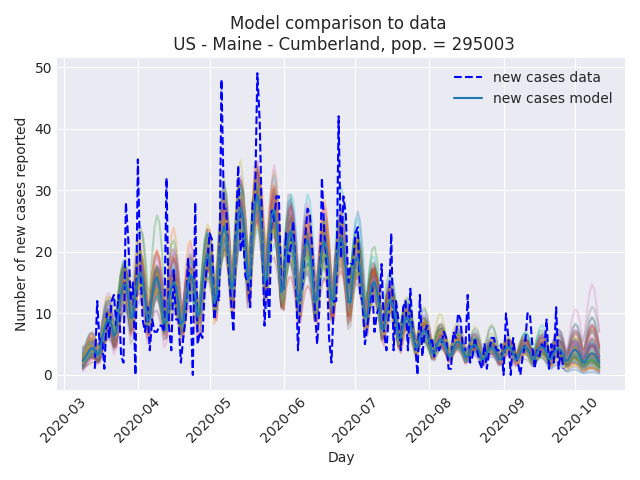 Model comparison to data
US - Maine - Cumberland, pop. = 295003
new cases data
new cases model
Number of new cases reported
50
40
30
20
10
0
2020-03
2020-04
2020-05
2020-06
2020-07
2020-08
2020-09
2020-10
Day